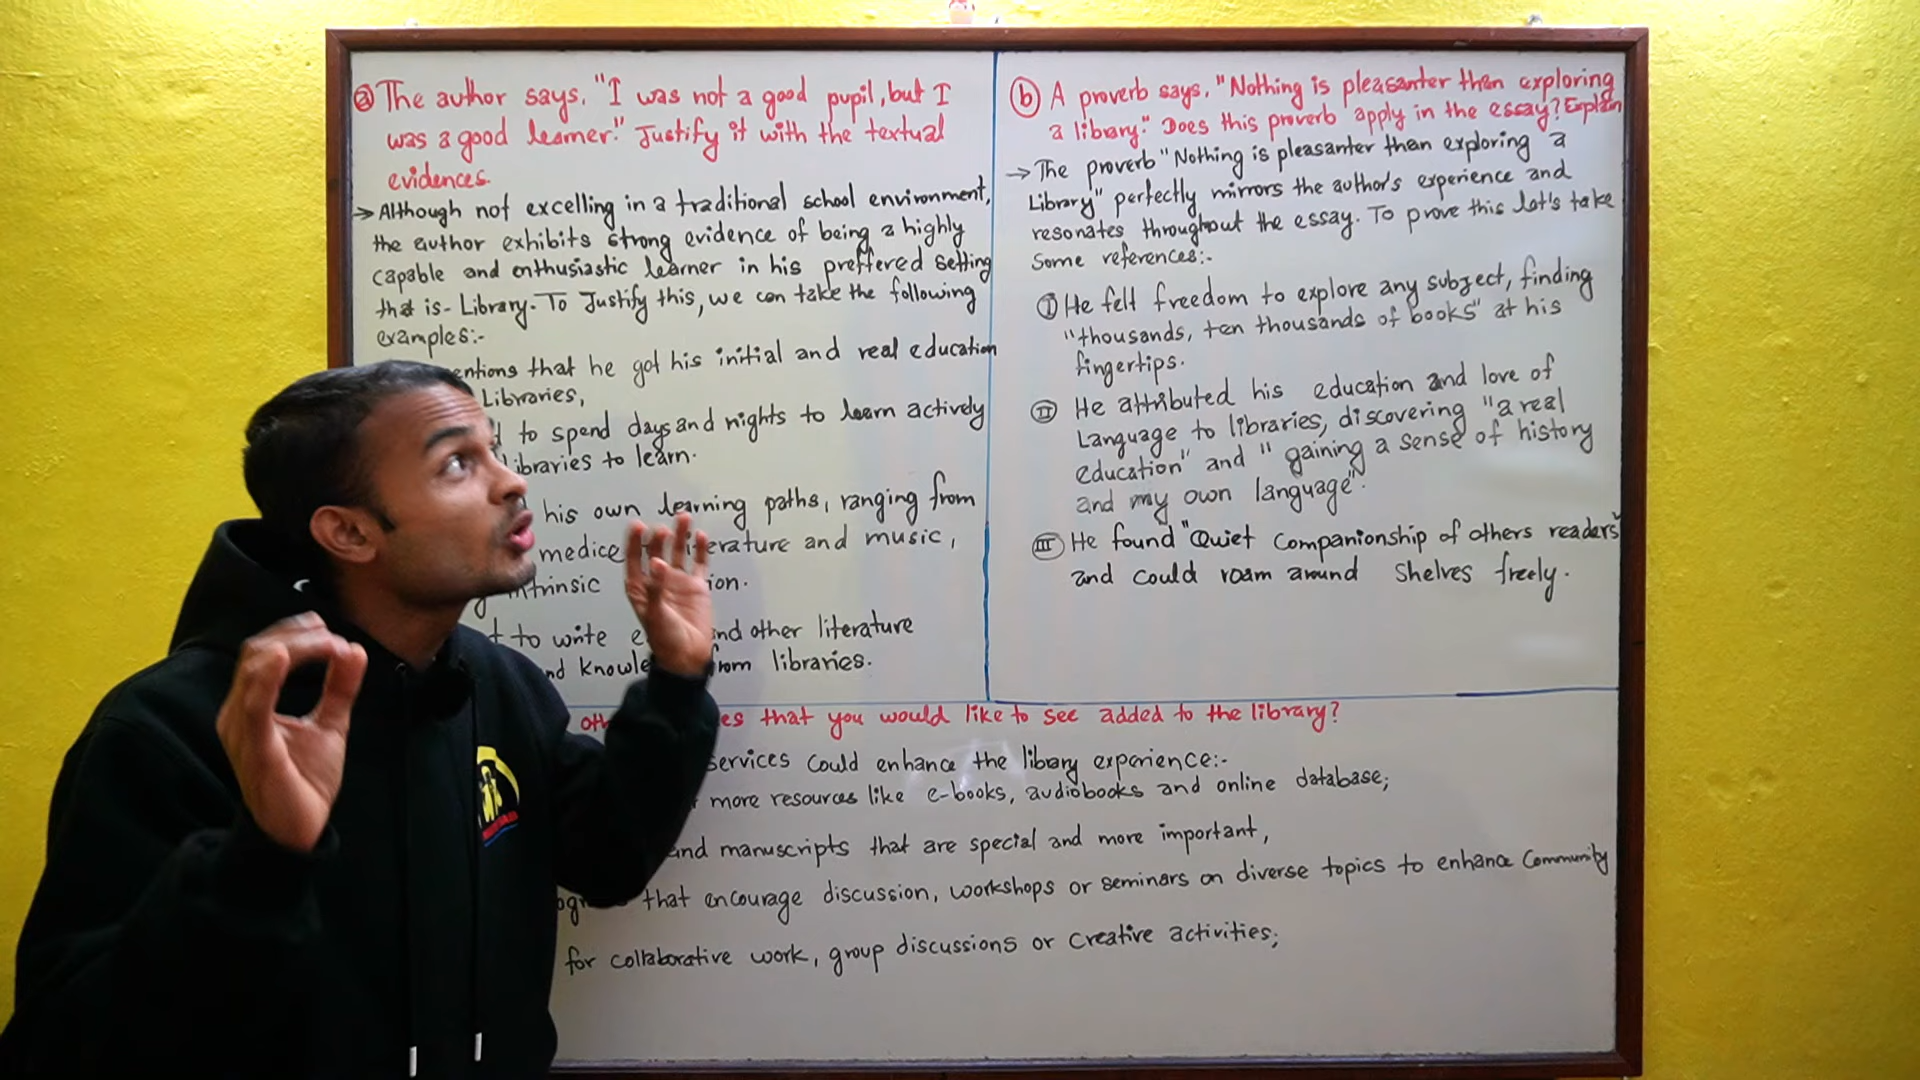 (a) The author says, "I was not a good pupil, but I
was a good learner." Justify it with the textual
evidences.
→ Although not excelling in a traditional school environment,
the author exhibits strong evidence of being a highly
capable and enthusiastic learner in his preffered setting
that is- Library. To Justify this, we can take the following
examples:-
that he got his initial and real education
Libraries,
to spend days and nights to learn actively
libraries to learn.
his own learning paths, ranging from
medice literature and music,
intrinsic
to write and other literature
from libraries.
(b) A proverb says, "Nothing is pleasanter than exploring
a library." Does this proverb apply in the essay? Explain
→ The proverb "Nothing is pleasanter than exploring a
Library" perfectly mirrors the author's experience and
resonates throughout the essay. To prove this let's take
Some references:-
(I) He felt freedom to explore any subject, finding
"thousands, ten thousands of books" at his
fingertips.
(II) He attributed his education and love of
Language to libraries, discovering "a real
education" and "gaining a sense of history
and my own language".
(III) He found "Quiet Companionship of others readers"
and could roam around Shelves freely.
that you would like to see added to the library?
services could enhance the library experience:-
more resources like e-books, audiobooks and online database;
and manuscripts that are special and more important,
that encourage discussion, workshops or seminars on diverse topics to enhance Community
for collaborative work, group discussions or creative activities;